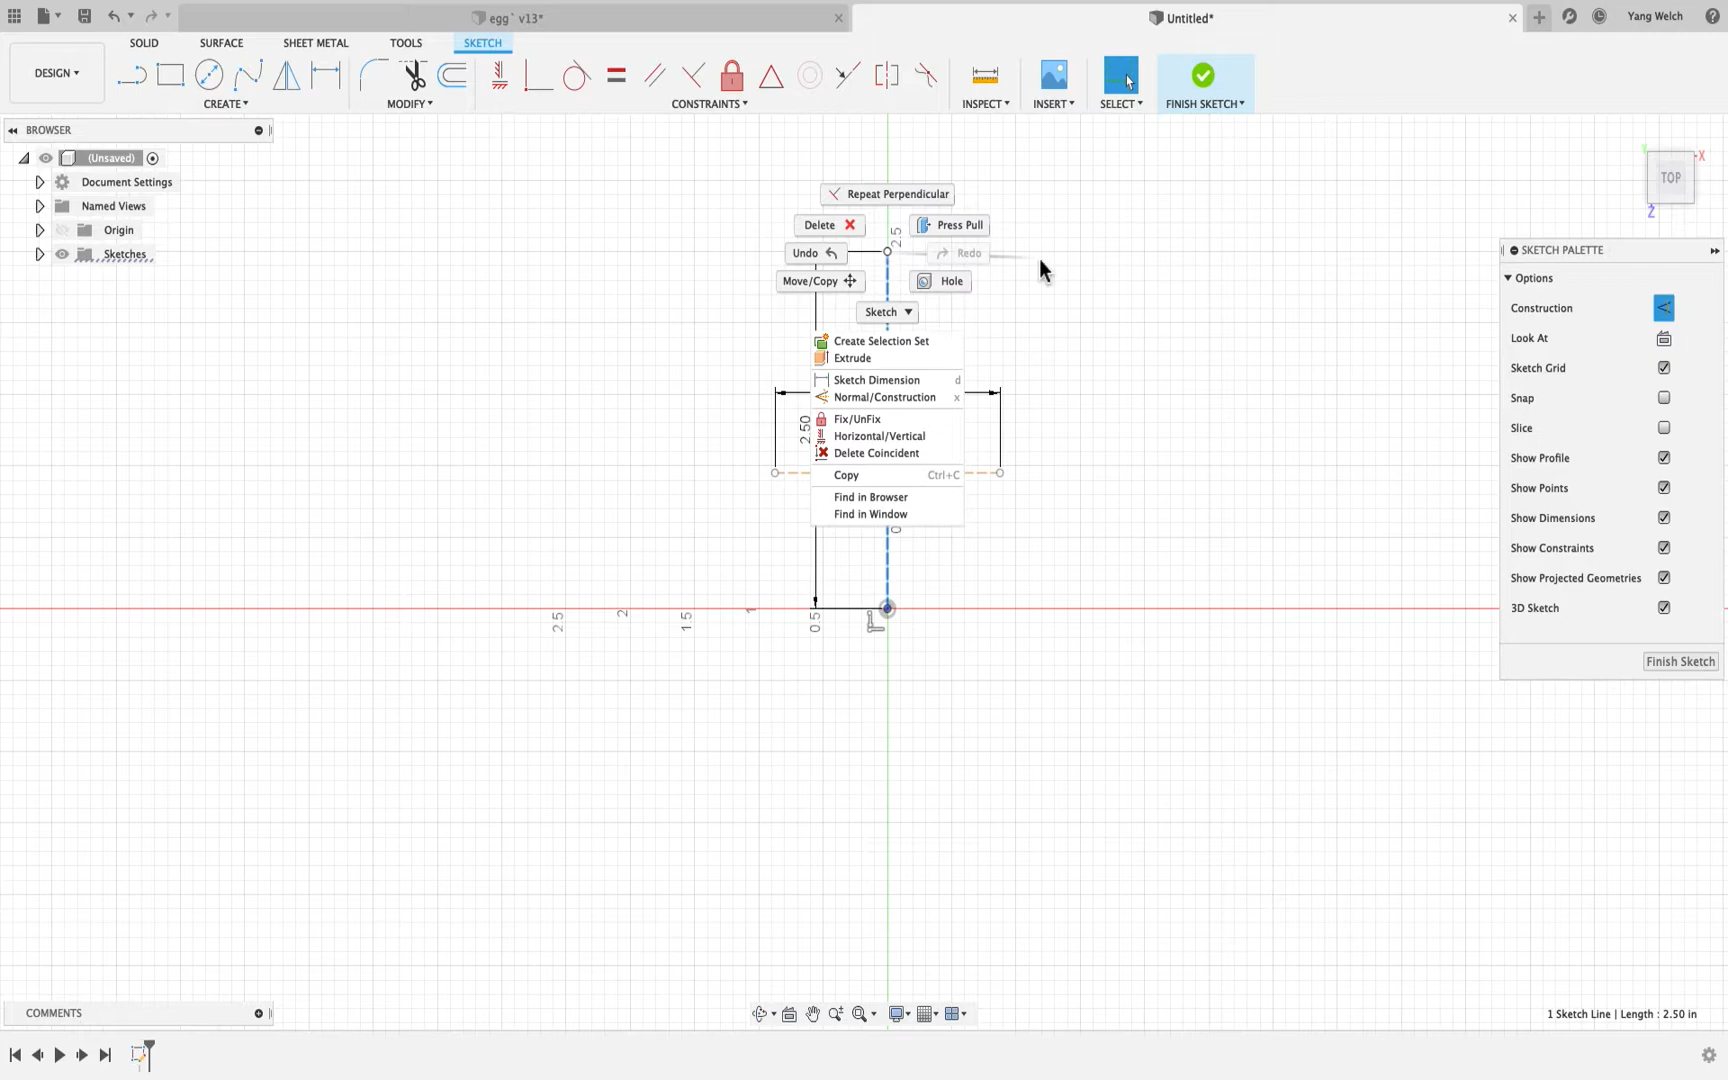 egg` v13*
Untitled*
Yang Welch
DESIGN
SOLID
SURFACE
SHEET METAL
TOOLS
SKETCH
CREATE
MODIFY
CONSTRAINTS
INSPECT
INSERT
SELECT
FINISH SKETCH
BROWSER
(Unsaved)
Document Settings
Named Views
Origin
Sketches
Repeat Perpendicular
Delete
Press Pull
Undo
Redo
Move/Copy
Hole
Sketch
Create Selection Set
Extrude
Sketch Dimension d
Normal/Construction x
Fix/UnFix
Horizontal/Vertical
Delete Coincident
Copy Ctrl+C
Find in Browser
Find in Window
2.5
2.50
2.5
2
1.5
1
0.5
TOP
X
Y
Z
SKETCH PALETTE
Options
Construction
Look At
Sketch Grid
Snap
Slice
Show Profile
Show Points
Show Dimensions
Show Constraints
Show Projected Geometries
3D Sketch
Finish Sketch
COMMENTS
1 Sketch Line | Length : 2.50 in